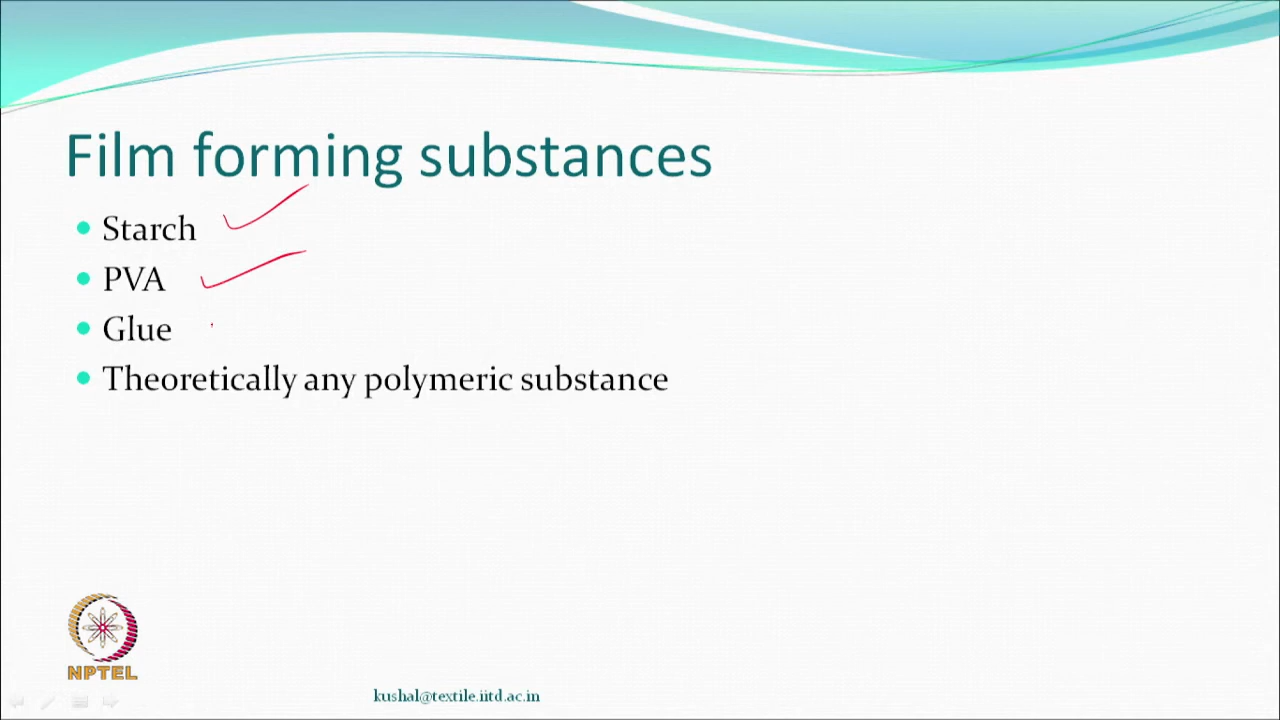 Film forming substances
Starch
PVA
Glue
Theoretically any polymeric substance
NPTEL
kushal@textile.iitd.ac.in